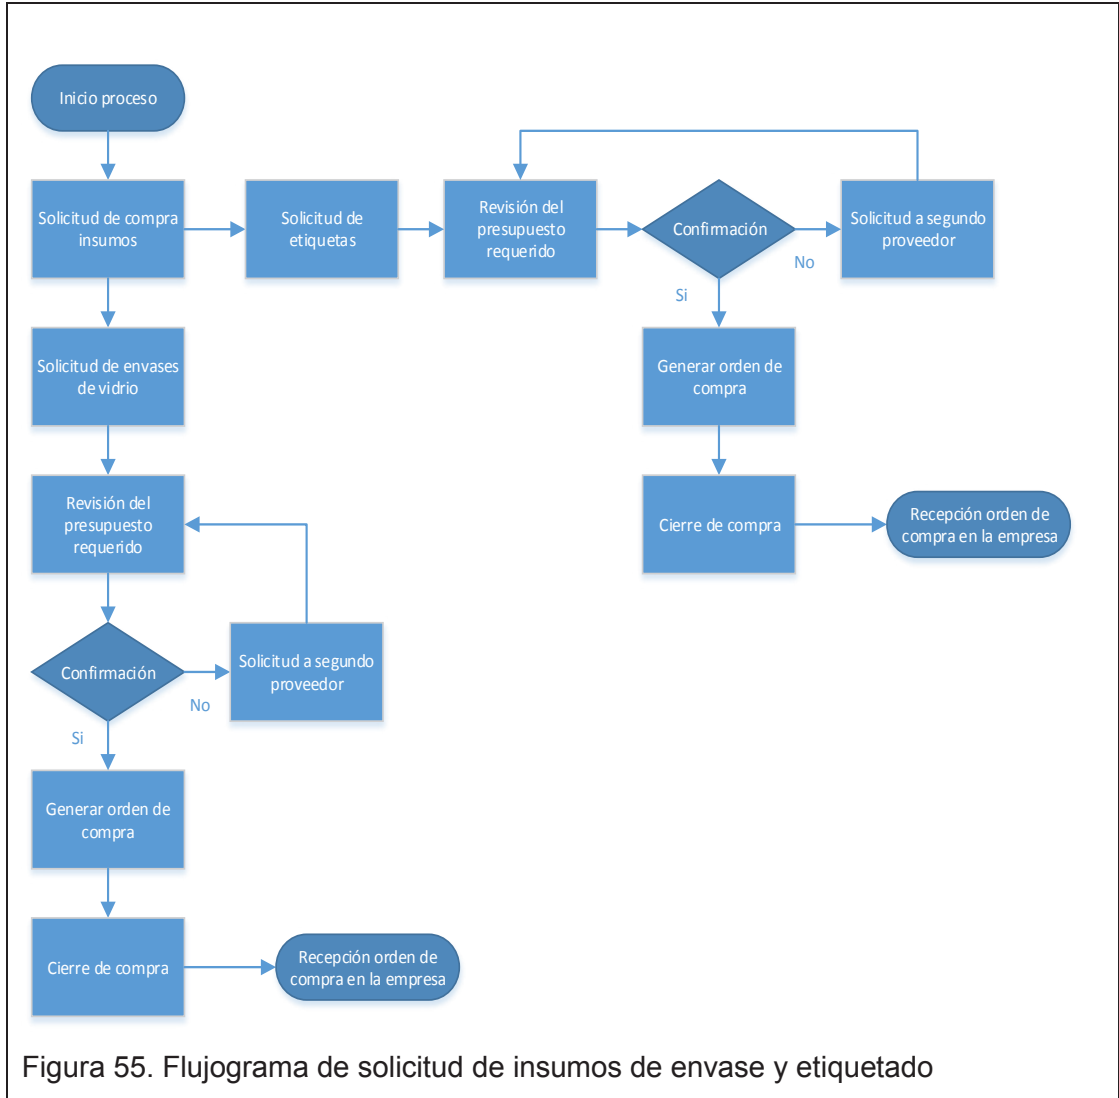 Inicio proceso
Solicitud de compra
insumos
Solicitud de
etiquetas
Revisión del
presupuesto
requerido
Confirmación
No
Solicitud a segundo
proveedor
Si
Generar orden de
compra
Cierre de compra
Recepción orden de
compra en la empresa
Solicitud de envases
de vidrio
Revisión del
presupuesto
requerido
Confirmación
No
Solicitud a segundo
proveedor
Si
Generar orden de
compra
Cierre de compra
Recepción orden de
compra en la empresa
Figura 55. Flujograma de solicitud de insumos de envase y etiquetado